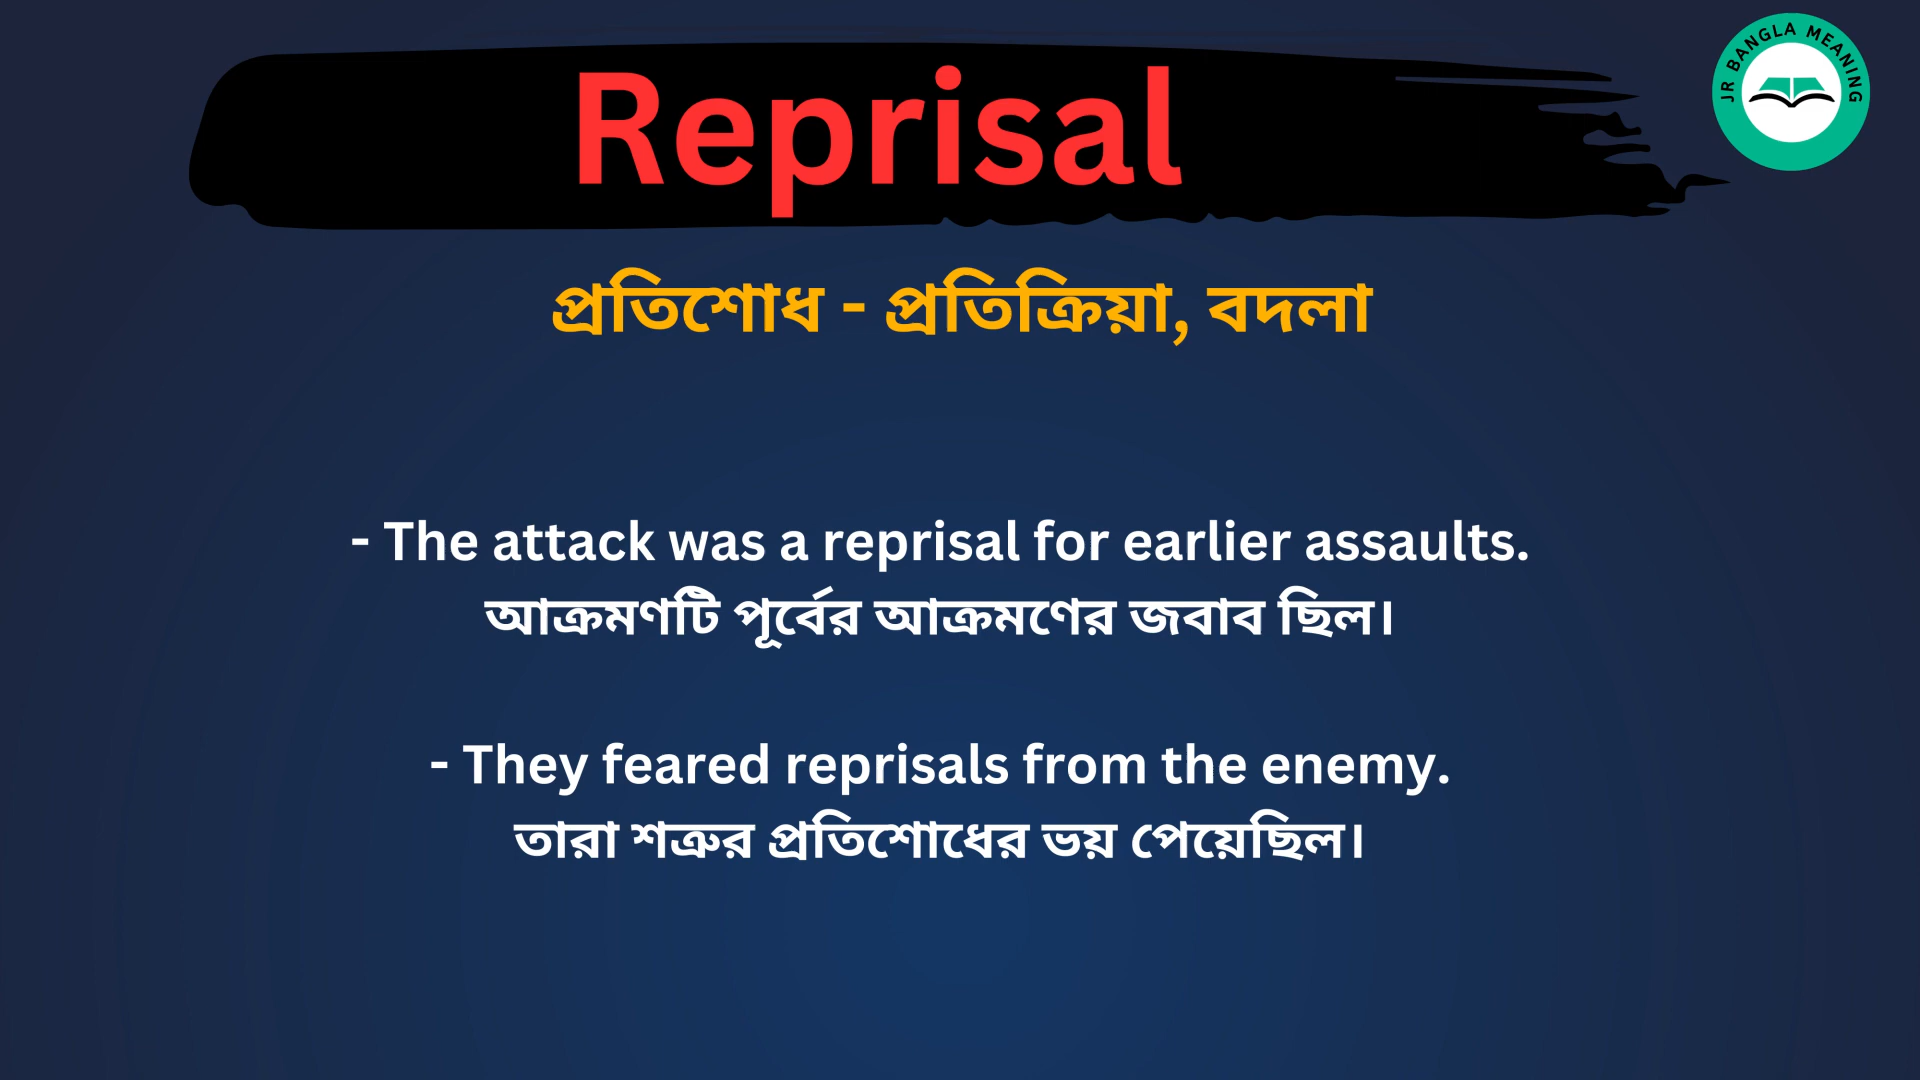 JR BANGLA MEANING
Reprisal
প্রতিশোধ - প্রতিক্রিয়া, বদলা
- The attack was a reprisal for earlier assaults.
আক্রমণটি পূর্বের আক্রমণের জবাব ছিল।
- They feared reprisals from the enemy.
তারা শত্রুর প্রতিশোধের ভয় পেয়েছিল।